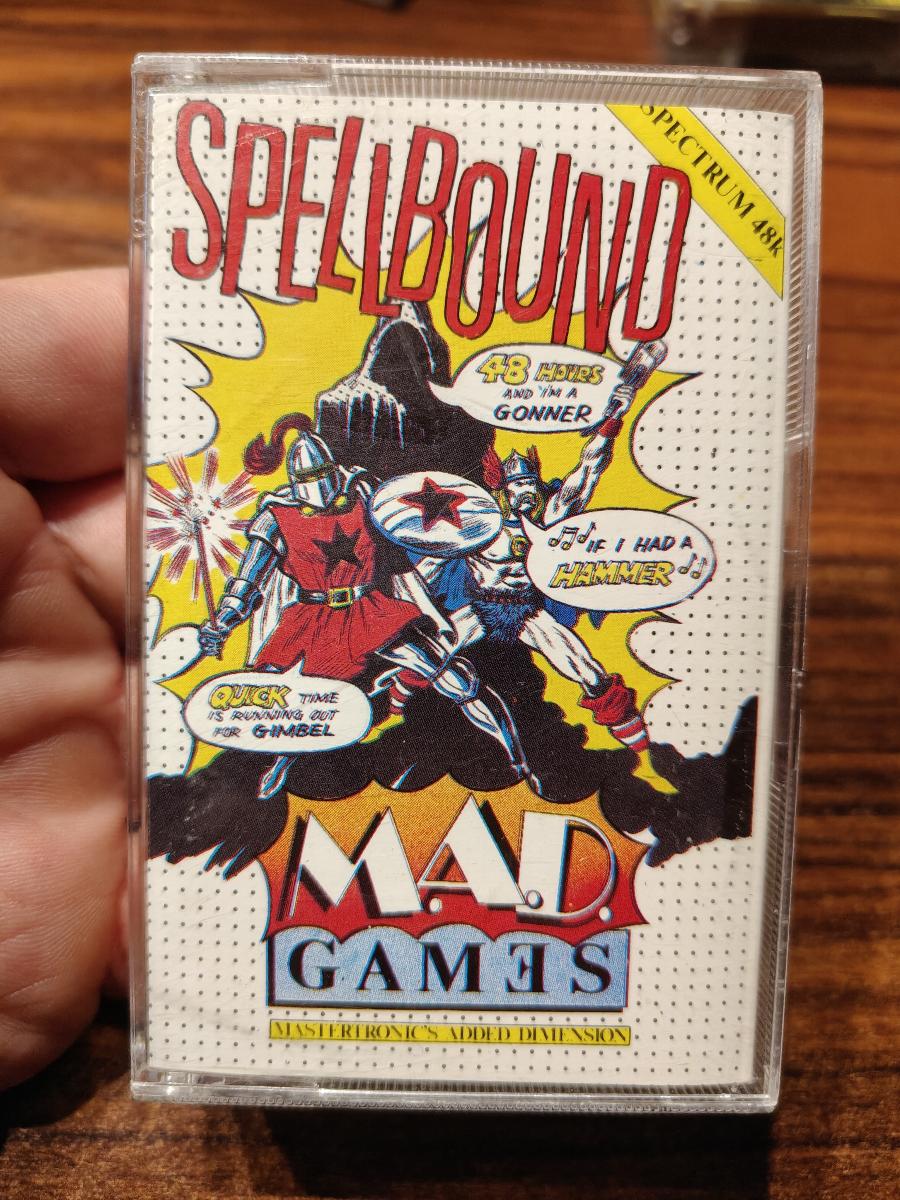 SPELLBOUND
SPECTRUM 48k
48 HOURS
AND I'M A
GONNER
♫♪ IF I HAD A
HAMMER ♫
QUICK TIME
IS RUNNING OUT
FOR GIMBEL
M.A.D.
GAMƎS
MASTERTRONIC'S ADDED DIMENSION